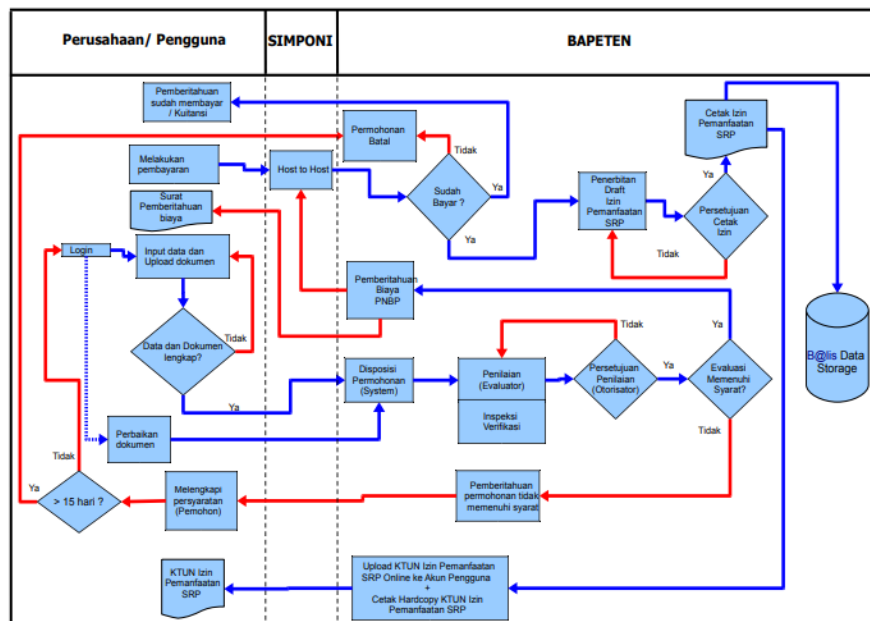 Perusahaan/ Pengguna
SIMPONI
BAPETEN
Pemberitahuan
sudah membayar
/ Kuitansi
Permohonan
Batal
Tidak
Cetak Izin
Pemanfaatan
SRP
Melakukan
pembayaran
Host to Host
Sudah
Bayar ?
Ya
Ya
Penerbitan
Draft
Izin
Pemanfaatan
SRP
Ya
Persetujuan
Cetak
Izin
Tidak
Surat
Pemberitahuan
biaya
Login
Input data dan
Upload dokumen
Pemberitahuan
Biaya
PNBP
Data dan Dokumen
lengkap?
Tidak
Ya
Disposisi
Permohonan
(System)
Penilaian
(Evaluator)
Inspeksi
Verifikasi
Tidak
Persetujuan
Penilaian
(Otorisator)
Ya
Ya
Evaluasi
Memenuhi
Syarat?
Tidak
B@lis Data
Storage
Perbaikan
dokumen
Tidak
Ya
> 15 hari ?
Melengkapi
persyaratan
(Pemohon)
Pemberitahuan
permohonan tidak
memenuhi syarat
KTUN Izin
Pemanfaatan
SRP
Upload KTUN Izin Pemanfaatan
SRP Online ke Akun Pengguna
+
Cetak Hardcopy KTUN Izin
Pemanfaatan SRP